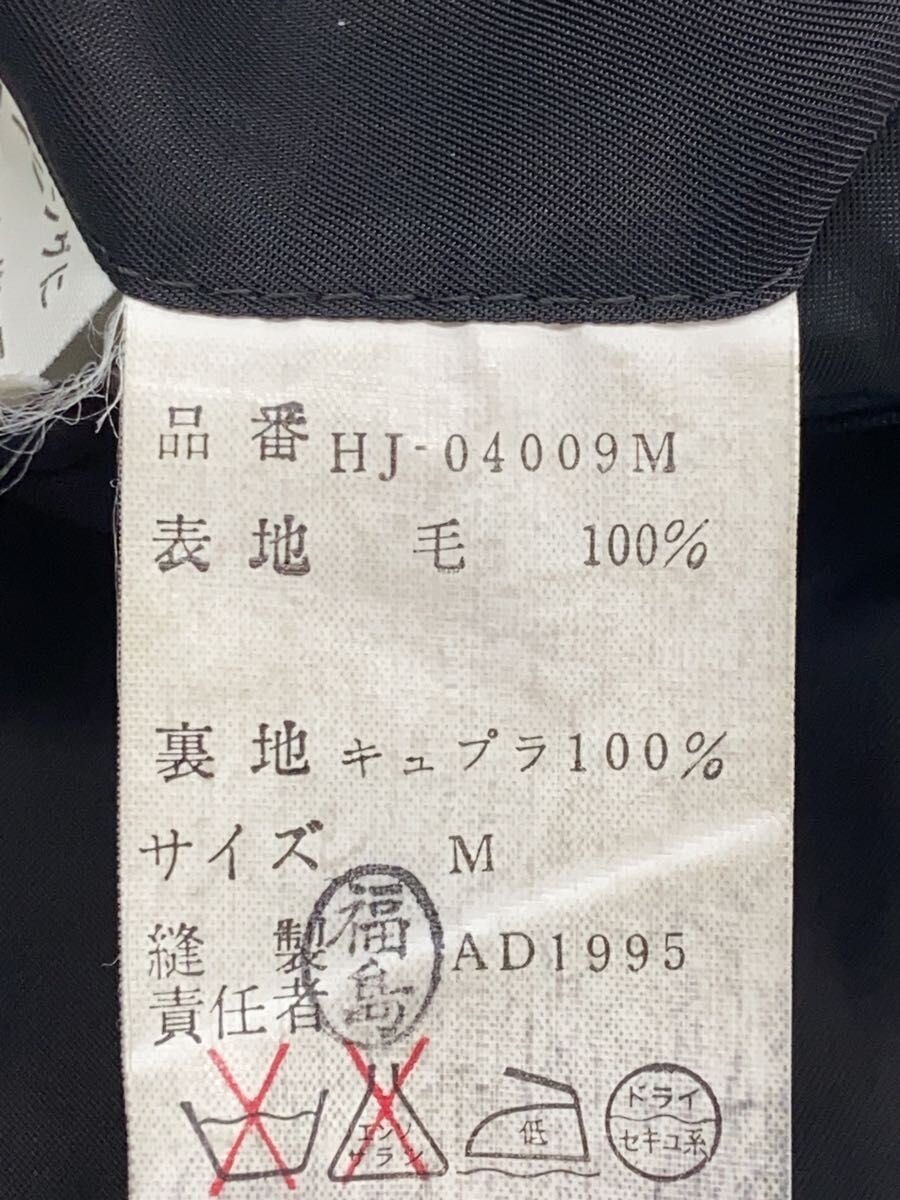 品番 HJ-04009M
表地 毛 100%
裏地 キュプラ100%
サイズ M
縫製 福島 AD1995
責任者
エンソ サラシ
低
ドライ
セキユ系